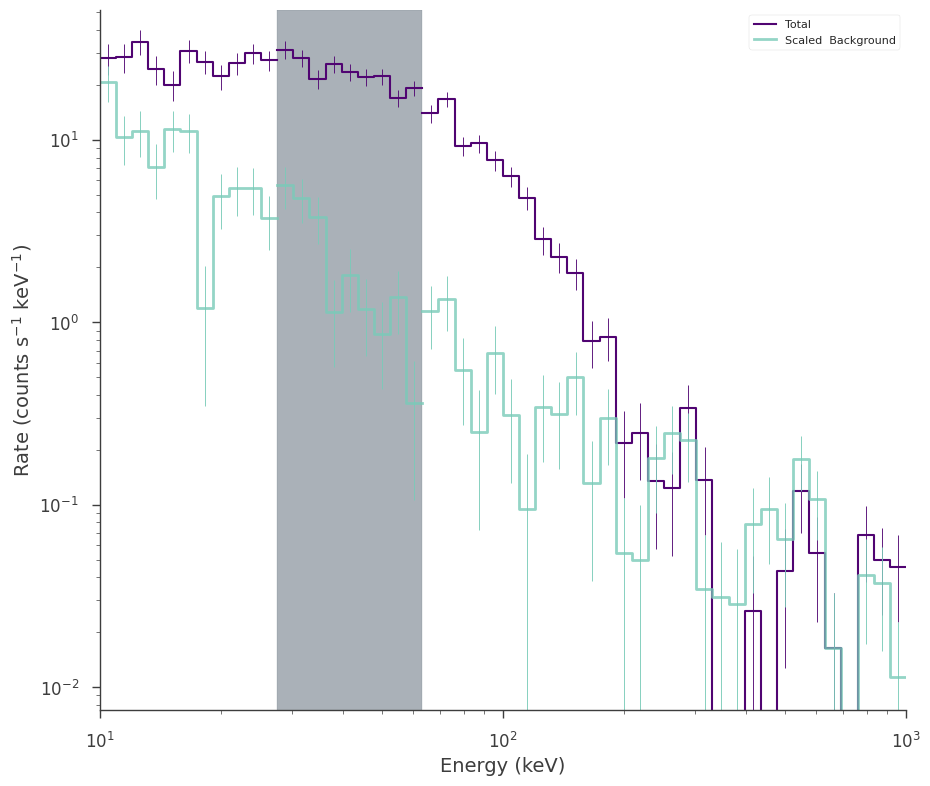 Total
Scaled Background
Rate (counts s⁻¹ keV⁻¹)
10¹
10⁰
10⁻¹
10⁻²
10¹ 10² 10³
Energy (keV)